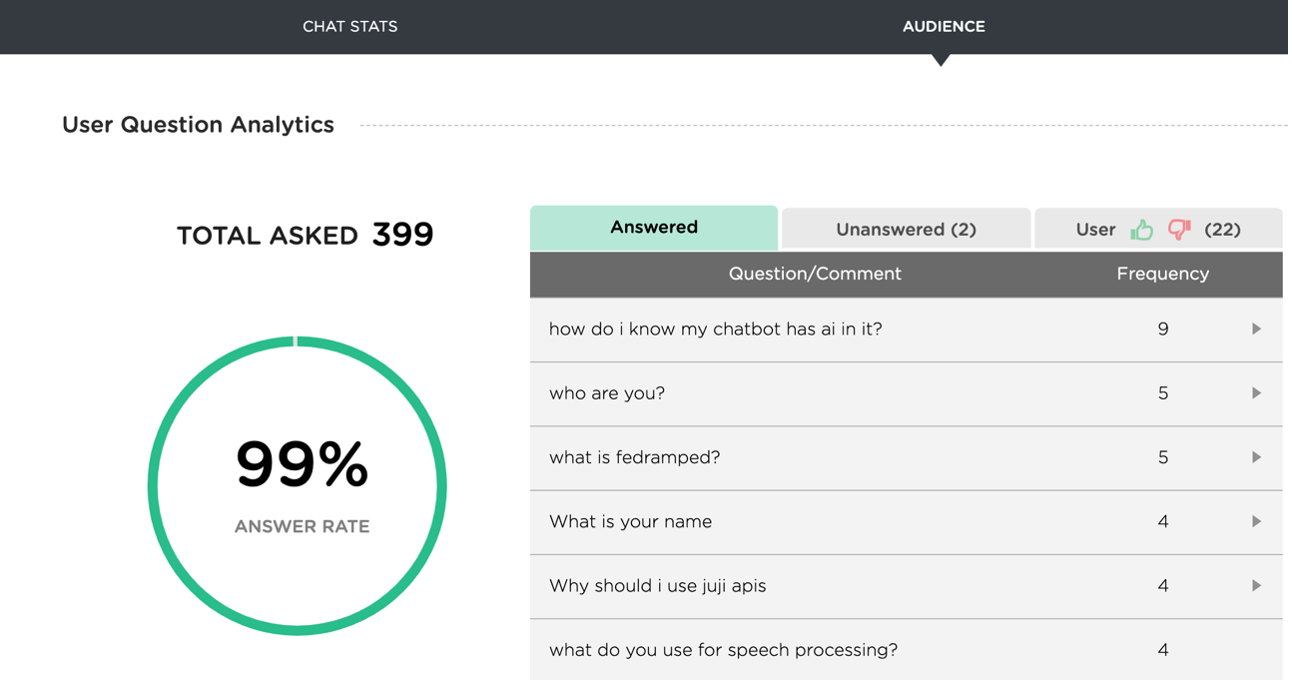 CHAT STATS AUDIENCE
User Question Analytics
TOTAL ASKED 399
99%
ANSWER RATE
Answered Unanswered (2) User (22)
Question/Comment Frequency
how do i know my chatbot has ai in it? 9
who are you? 5
what is fedramped? 5
What is your name 4
Why should i use juji apis 4
what do you use for speech processing? 4